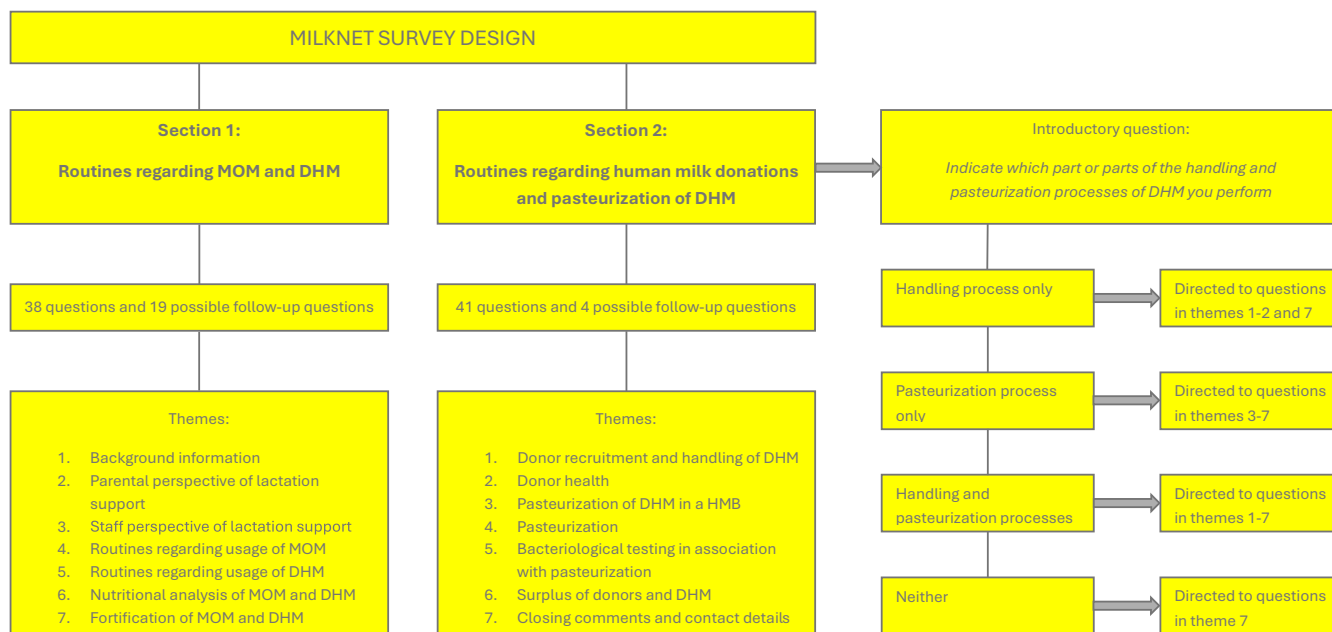 MILKNET SURVEY DESIGN
Section 1:
Routines regarding MOM and DHM
38 questions and 19 possible follow-up questions
Themes:
1. Background information
2. Parental perspective of lactation
support
3. Staff perspective of lactation support
4. Routines regarding usage of MOM
5. Routines regarding usage of DHM
6. Nutritional analysis of MOM and DHM
7. Fortification of MOM and DHM
Section 2:
Routines regarding human milk donations
and pasteurization of DHM
41 questions and 4 possible follow-up questions
Themes:
1. Donor recruitment and handling of DHM
2. Donor health
3. Pasteurization of DHM in a HMB
4. Pasteurization
5. Bacteriological testing in association
with pasteurization
6. Surplus of donors and DHM
7. Closing comments and contact details
Introductory question:
Indicate which part or parts of the handling and
pasteurization processes of DHM you perform
Handling process only
Directed to questions
in themes 1-2 and 7
Pasteurization process
only
Directed to questions
in themes 3-7
Handling and
pasteurization processes
Directed to questions
in themes 1-7
Neither
Directed to questions
in theme 7